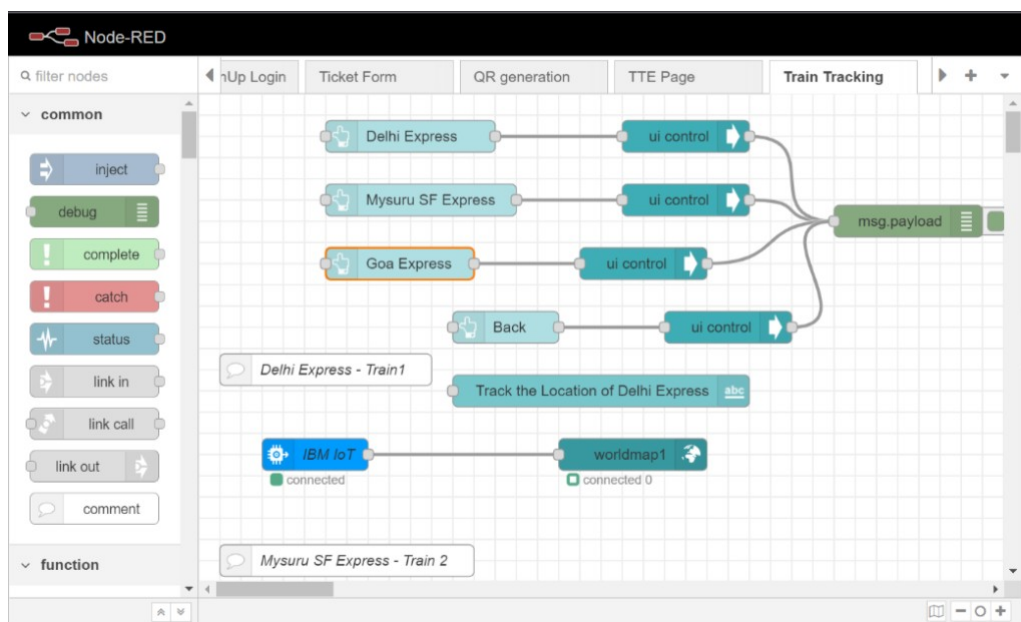 Node-RED
filter nodes
nUp Login
Ticket Form
QR generation
TTE Page
Train Tracking
common
inject
debug
complete
catch
status
link in
link call
link out
comment
function
Delhi Express
ui control
Mysuru SF Express
ui control
msg.payload
Goa Express
ui control
Back
ui control
Delhi Express - Train1
Track the Location of Delhi Express
abc
IBM IoT
worldmap1
connected
connected 0
Mysuru SF Express - Train 2